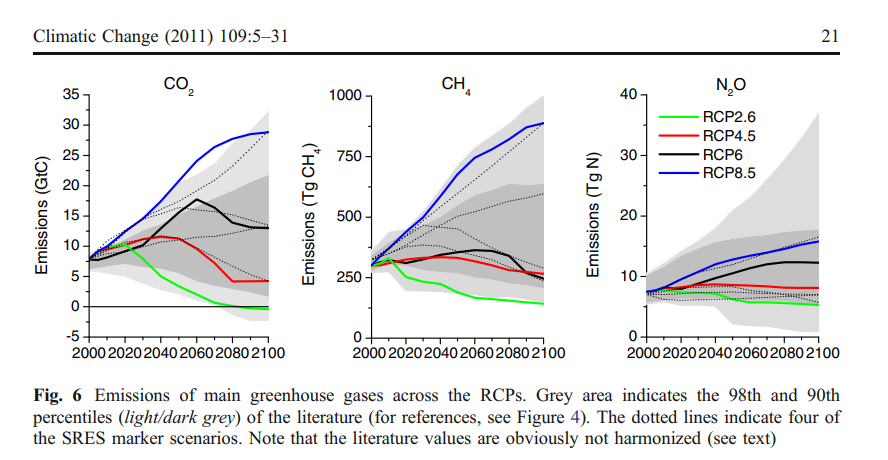 Climatic Change (2011) 109:5–31 21
CO2 CH4 N2O
35
30
25
20
15
10
5
0
-5
Emissions (GtC)
2000 2020 2040 2060 2080 2100
1000
750
500
250
0
Emissions (Tg CH4)
2000 2020 2040 2060 2080 2100
40
30
20
10
0
Emissions (Tg N)
RCP2.6
RCP4.5
RCP6
RCP8.5
2000 2020 2040 2060 2080 2100
Fig. 6 Emissions of main greenhouse gases across the RCPs. Grey area indicates the 98th and 90th
percentiles (light/dark grey) of the literature (for references, see Figure 4). The dotted lines indicate four of
the SRES marker scenarios. Note that the literature values are obviously not harmonized (see text)